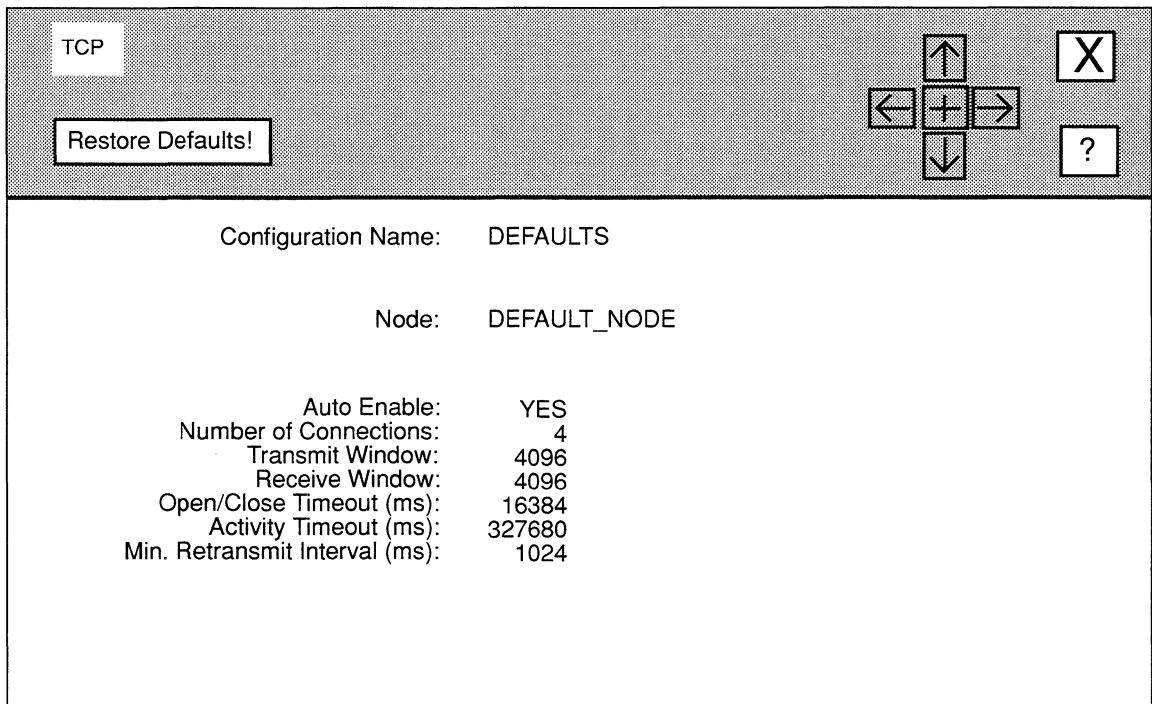 TCP
X
Restore Defaults!
?
Configuration Name: DEFAULTS
Node: DEFAULT_NODE
Auto Enable: YES
Number of Connections: 4
Transmit Window: 4096
Receive Window: 4096
Open/Close Timeout (ms): 16384
Activity Timeout (ms): 327680
Min. Retransmit Interval (ms): 1024